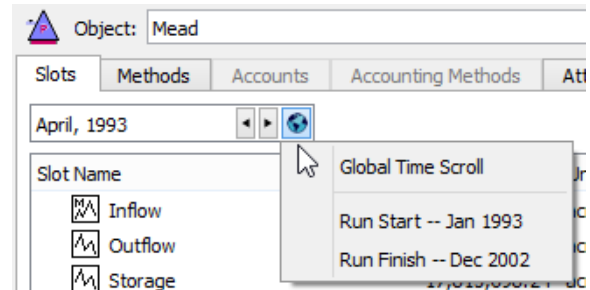 Object: Mead
Slots Methods Accounts Accounting Methods Att
April, 1993
Slot Name
Global Time Scroll
Inflow
Run Start -- Jan 1993
Outflow
Run Finish -- Dec 2002
Storage